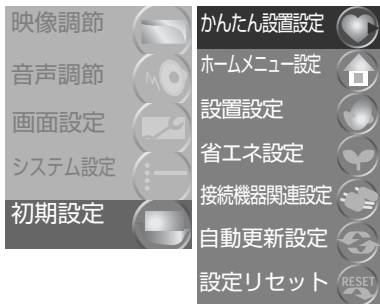 映像調節
音声調節
画面設定
システム設定
初期設定
かんたん設置設定
ホームメニュー設定
設置設定
省エネ設定
接続機器関連設定
自動更新設定
設定リセット
RESET